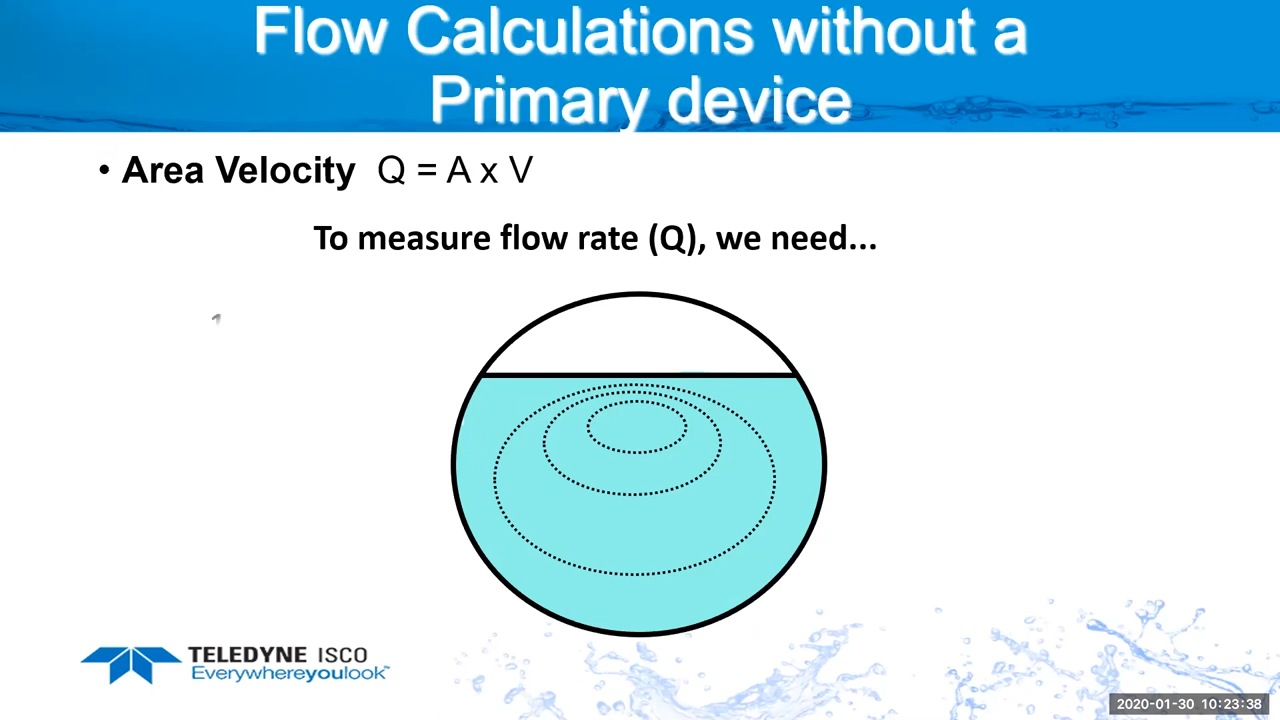 Flow Calculations without a
Primary device
• Area Velocity Q = A x V
To measure flow rate (Q), we need...
TELEDYNE ISCO
Everywhereyoulook™
2020-01-30 10:23:38